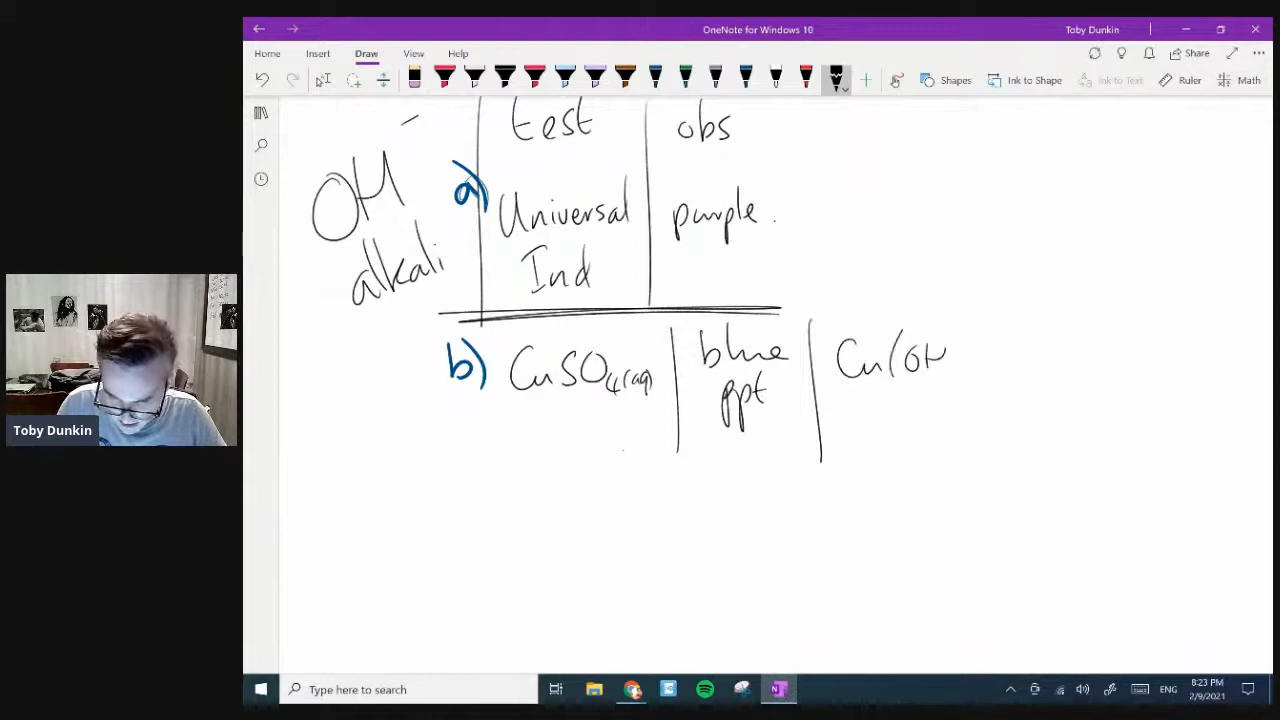 OneNote for Windows 10
Toby Dunkin
Home Insert Draw View Help
Share
Shapes Ink to Shape Ink to Text Ruler Math
test obs
OH⁻
alkali
a) Universal purple.
Ind
b) CuSO₄(aq) blue Cu(OH
ppt
Toby Dunkin
Type here to search
ENG
8:23 PM
2/9/2021